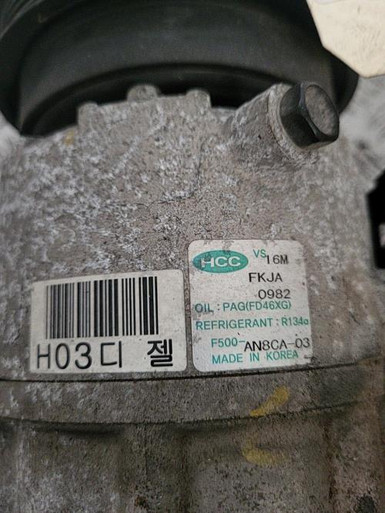 H03디 젤
HCC VS 16M
FKJA
0982
OIL : PAG(FD46XG)
REFRIGERANT : R134a
F500-AN8CA-03
MADE IN KOREA